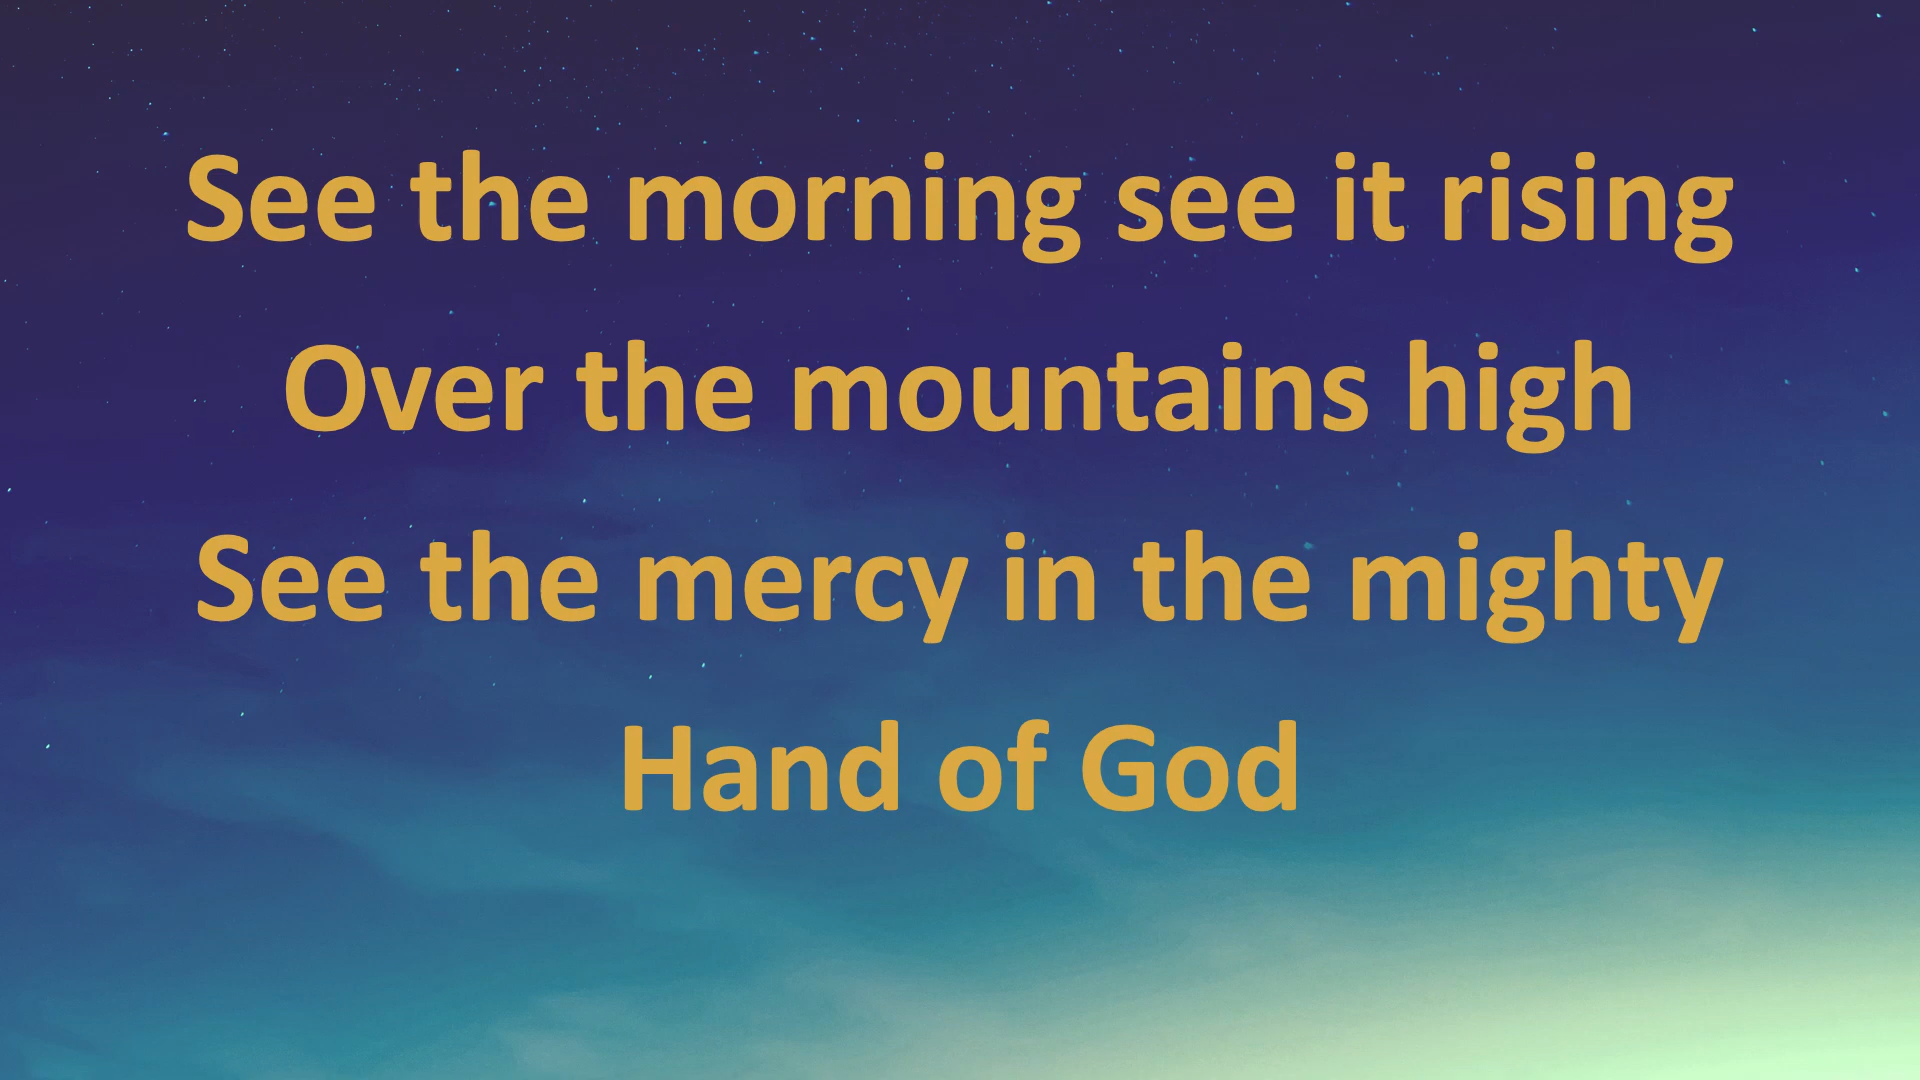 See the morning see it rising
Over the mountains high
See the mercy in the mighty
Hand of God